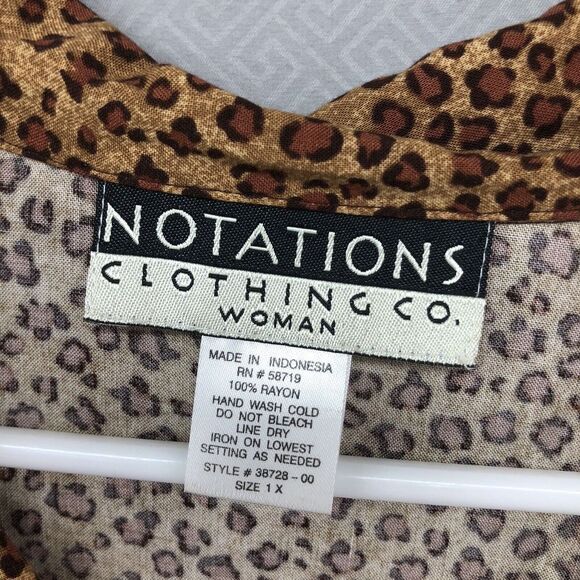 NOTATIONS
CLOTHING CO.
WOMAN
MADE IN INDONESIA
RN # 58719
100% RAYON
HAND WASH COLD
DO NOT BLEACH
LINE DRY
IRON ON LOWEST
SETTING AS NEEDED
STYLE # 38728-00
SIZE 1 X